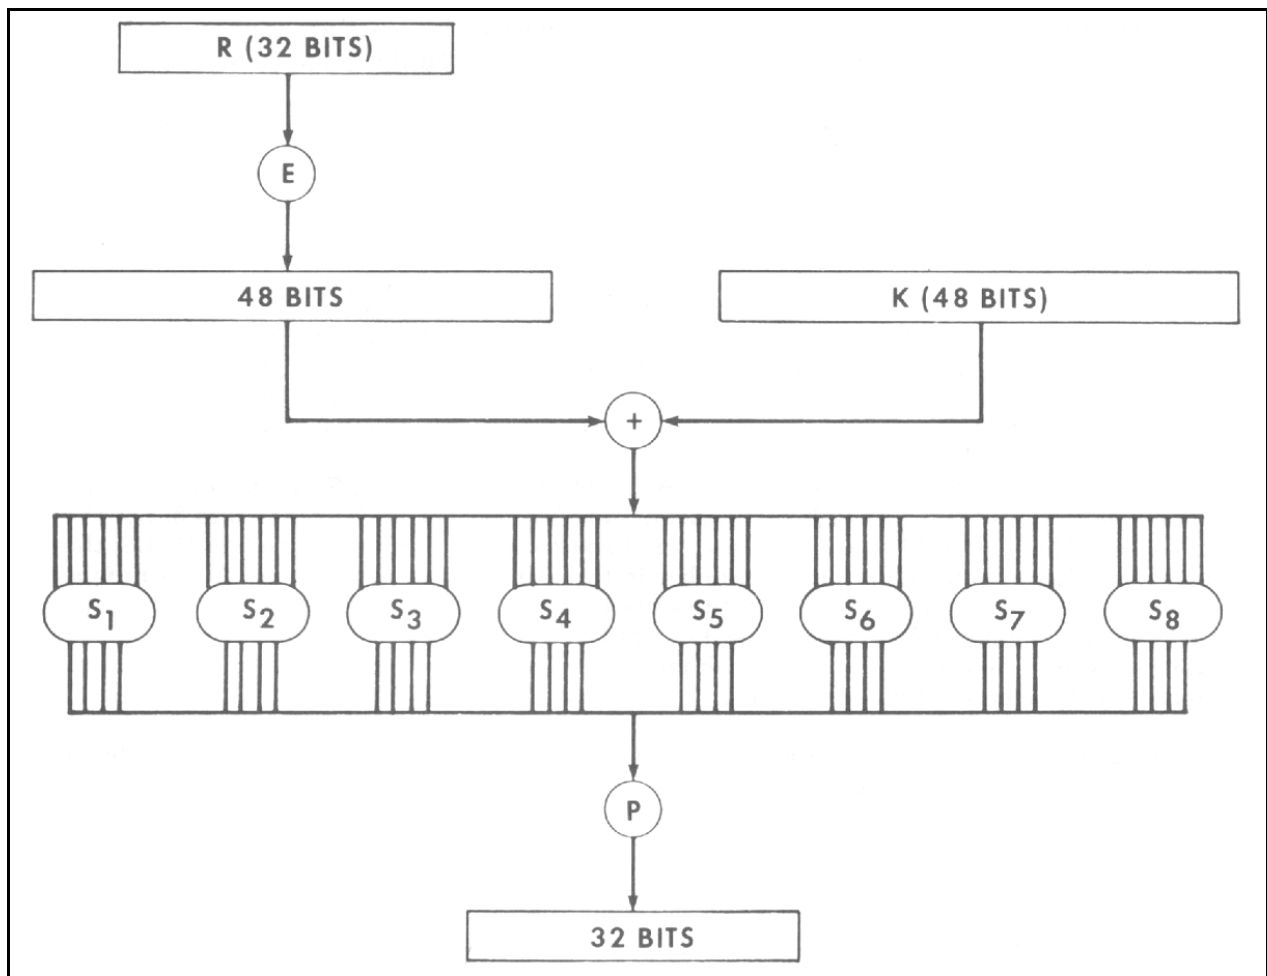 R (32 BITS)
E
48 BITS
K (48 BITS)
+
S1 S2 S3 S4 S5 S6 S7 S8
P
32 BITS